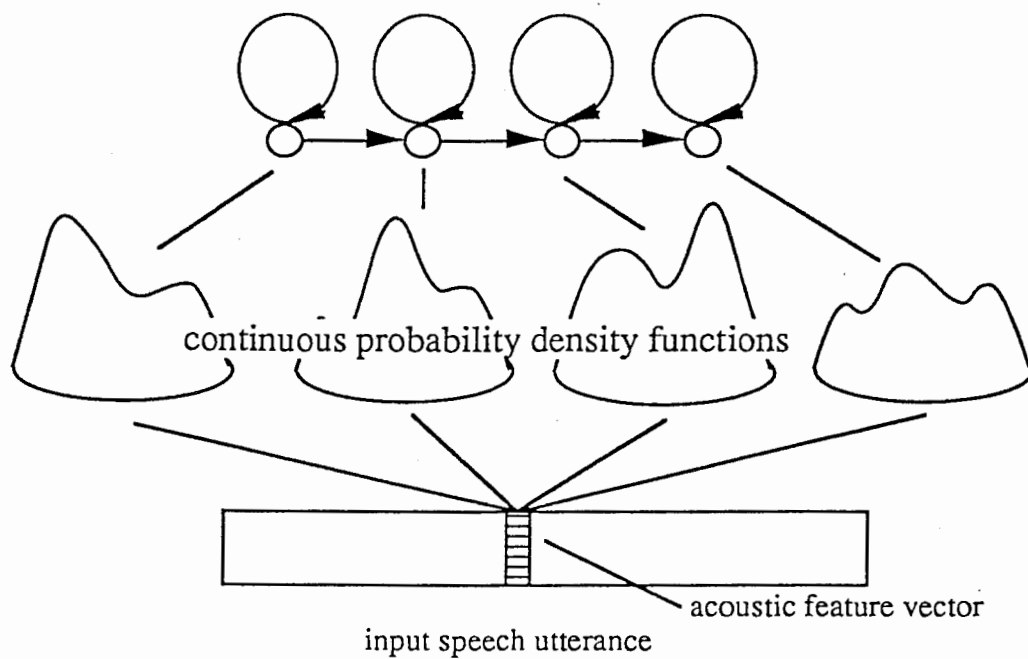 continuous probability density functions
acoustic feature vector
input speech utterance